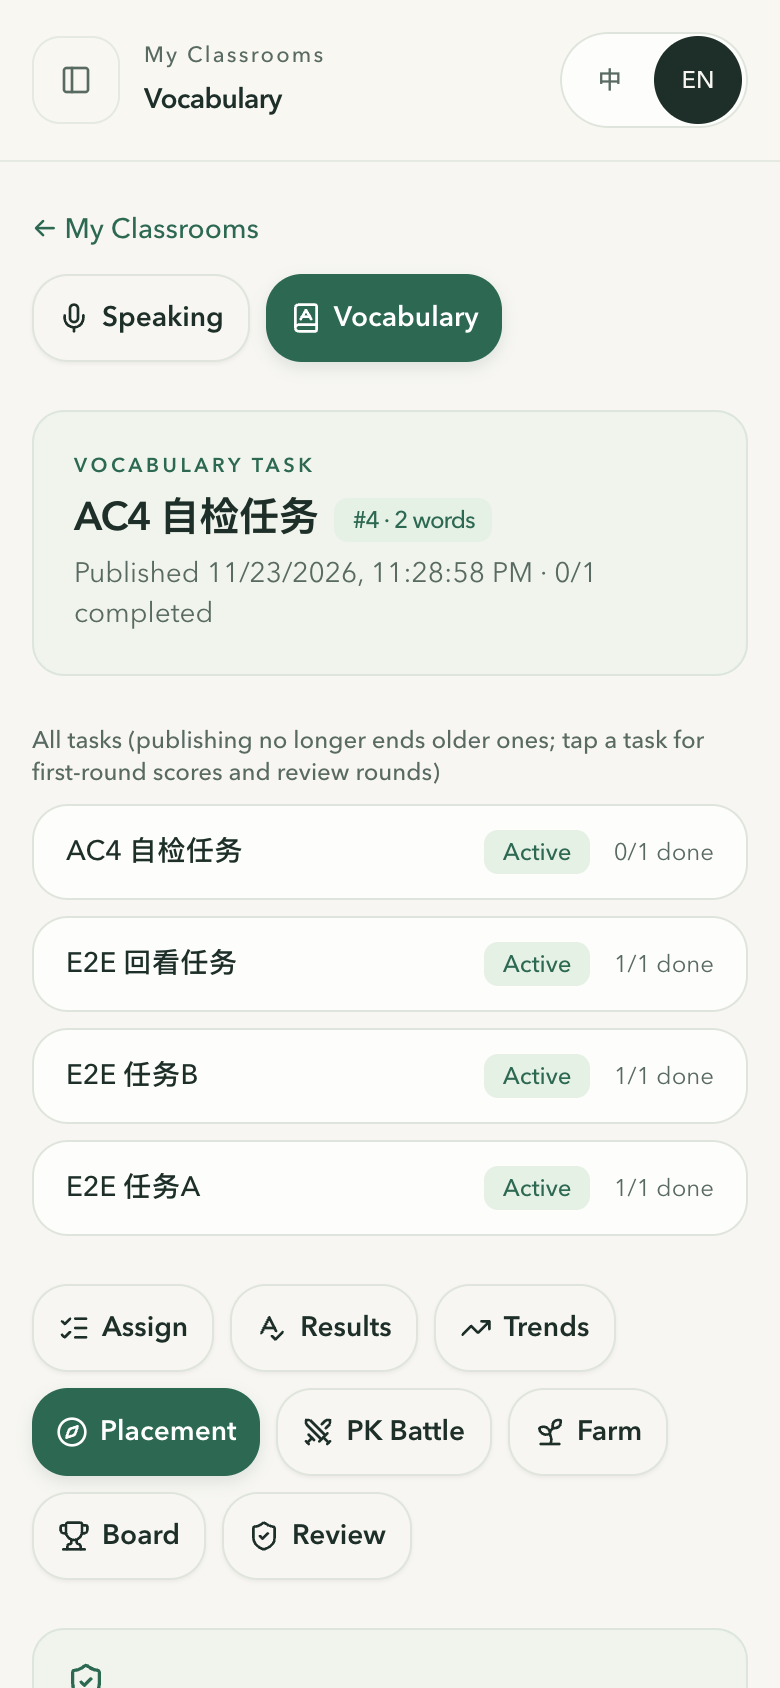 My Classrooms
Vocabulary
中
EN
← My Classrooms
Speaking
Vocabulary
VOCABULARY TASK
AC4 自检任务 #4 · 2 words
Published 11/23/2026, 11:28:58 PM · 0/1
completed
All tasks (publishing no longer ends older ones; tap a task for
first-round scores and review rounds)
AC4 自检任务 Active 0/1 done
E2E 回看任务 Active 1/1 done
E2E 任务B Active 1/1 done
E2E 任务A Active 1/1 done
Assign Results Trends
Placement PK Battle Farm
Board Review